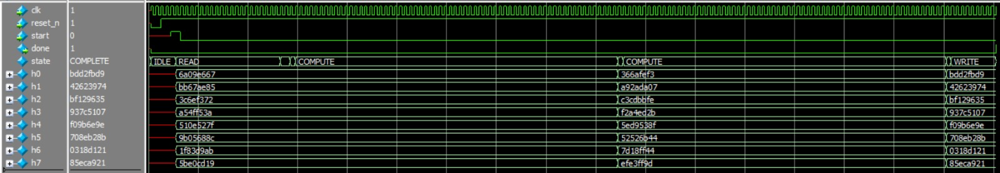 clk 1
reset_n 1
start 0
done 1
state COMPLETE IDLE READ COMPUTE COMPUTE WRITE
h0 bdd2fbd9 6a09e667 366afef3 bdd2fbd9
h1 42623974 bb67ae85 a92ada07 42623974
h2 bf129635 3c6ef372 c3cdbbfe bf129635
h3 937c5107 a54ff53a f2a4ed2b 937c5107
h4 f09b6e9e 510e527f 5ed9538f f09b6e9e
h5 708eb28b 9b05688c 52526b44 708eb28b
h6 0318d121 1f83d9ab 7d18ff44 0318d121
h7 85eca921 5be0cd19 efe3ff9d 85eca921